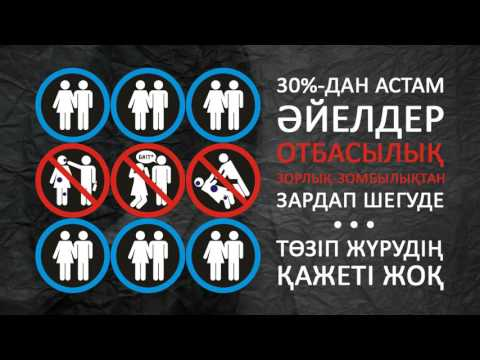 30%-ДАН АСТАМ
ӘЙЕЛДЕР
ОТБАСЫЛЫҚ
ЗОРЛЫҚ-ЗОМБЫЛЫҚТАН
ЗАРДАП ШЕГУДЕ
• • •
ТӨЗІП ЖҮРУДІҢ
ҚАЖЕТІ ЖОҚ